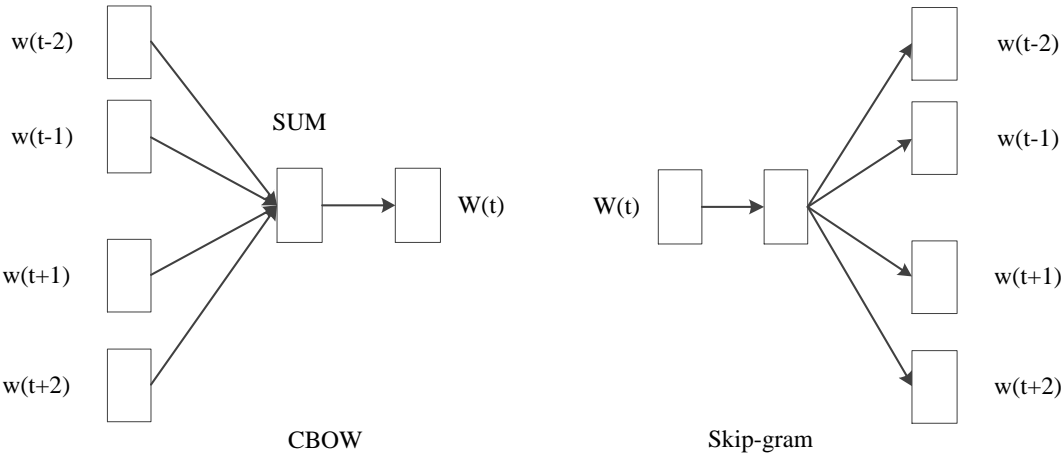 w(t-2)
w(t-1)
SUM
W(t)
w(t+1)
w(t+2)
CBOW
w(t-2)
w(t-1)
W(t)
w(t+1)
w(t+2)
Skip-gram